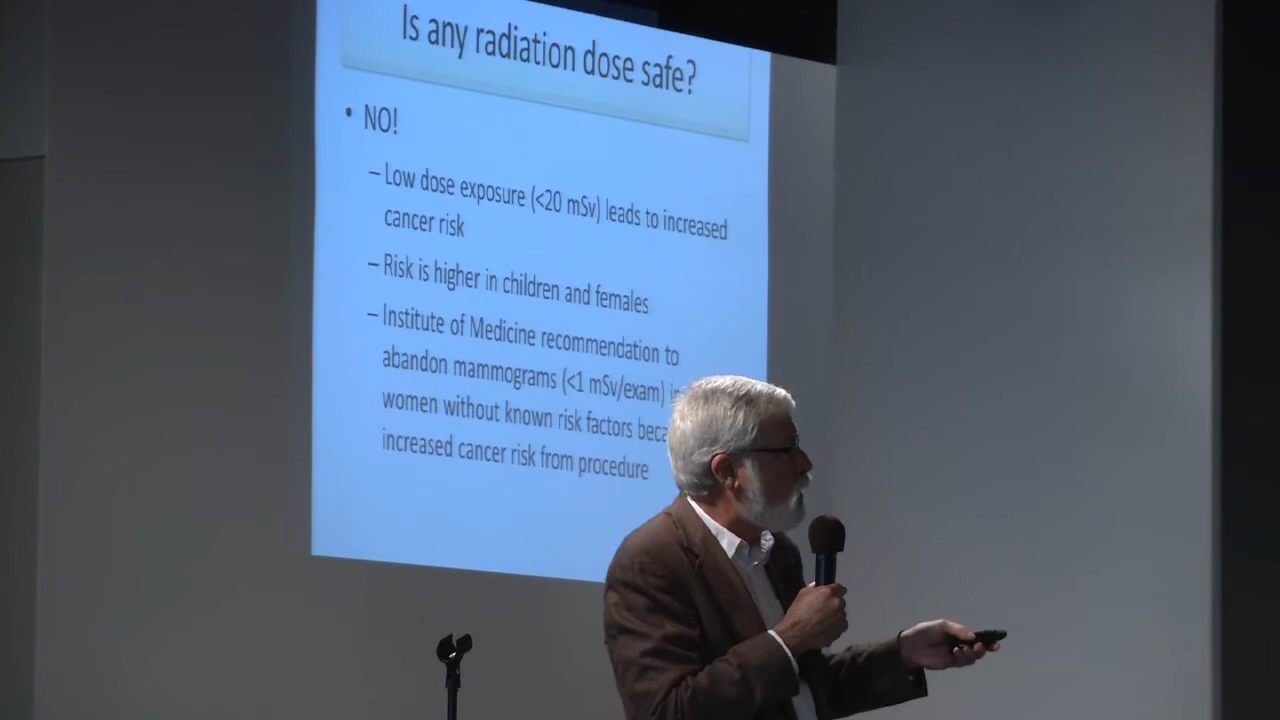 Is any radiation dose safe?
• NO!
– Low dose exposure (<20 mSv) leads to increased
cancer risk
– Risk is higher in children and females
– Institute of Medicine recommendation to
abandon mammograms (<1 mSv/exam)
women without known risk factors
increased cancer risk from procedure